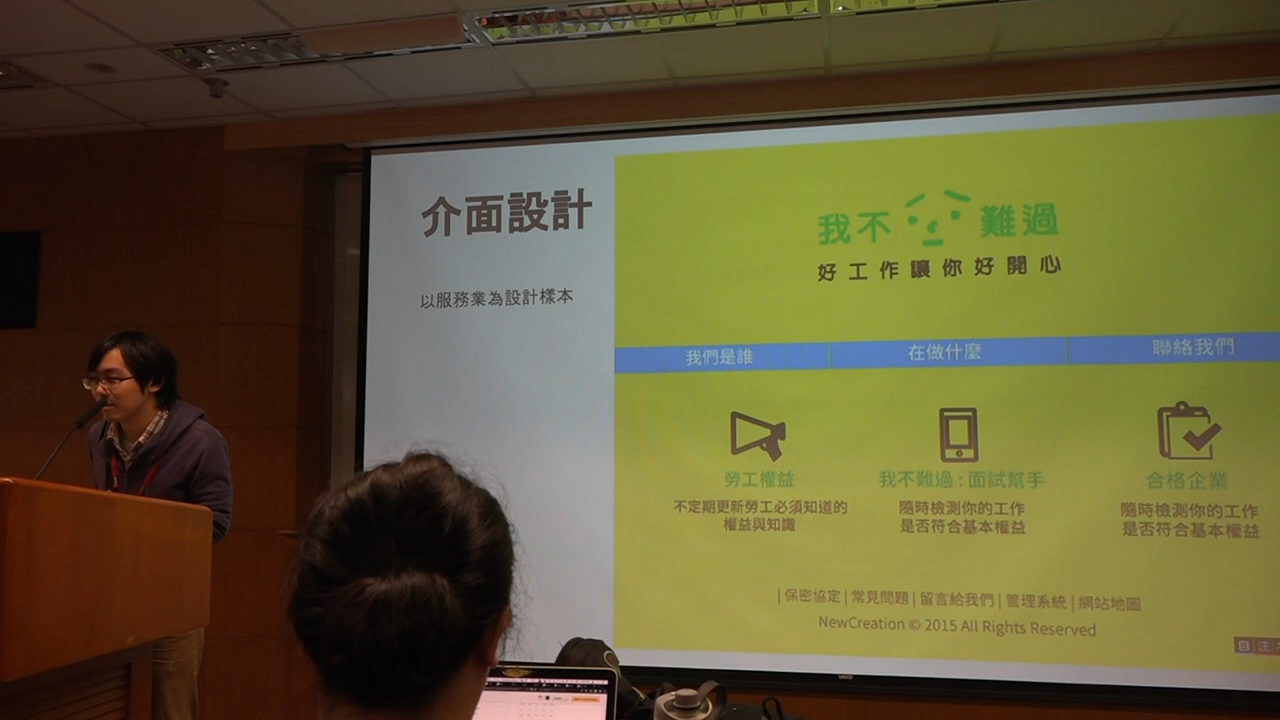 介面設計
以服務業為設計樣本
我不難過
好工作讓你好開心
我們是誰
在做什麼
聯絡我們
勞工權益
不定期更新勞工必須知道的
權益與知識
我不難過：面試幫手
隨時檢測你的工作
是否符合基本權益
合格企業
隨時檢測你的工作
是否符合基本權益
| 保密協定 | 常見問題 | 留言給我們 | 管理系統 | 網站地圖
NewCreation © 2015 All Rights Reserved
自注